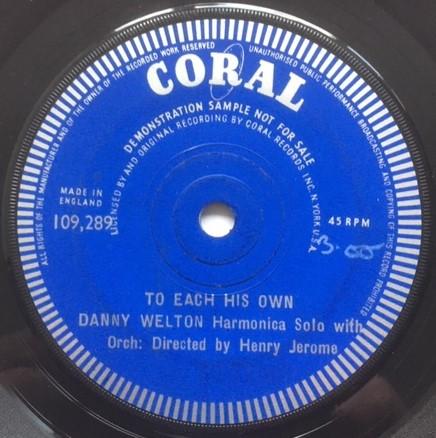 ALL RIGHTS OF THE MANUFACTURER AND OF THE OWNER OF THE RECORDED WORK RESERVED
UNAUTHORISED PUBLIC PERFORMANCE BROADCASTING AND COPYING OF THIS RECORD PROHIBITED
CORAL
DEMONSTRATION SAMPLE NOT FOR SALE
LICENSED BY AND ORIGINAL RECORDING BY CORAL RECORDS INC. N. YORK, U.S.A
MADE IN
ENGLAND
109,289
45 RPM
TO EACH HIS OWN
DANNY WELTON Harmonica Solo with
Orch: Directed by Henry Jerome